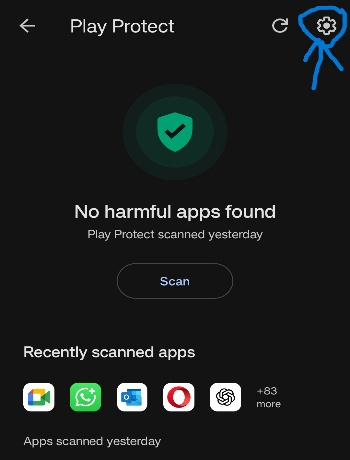 Play Protect
No harmful apps found
Play Protect scanned yesterday
Scan
Recently scanned apps
+83
more
Apps scanned yesterday